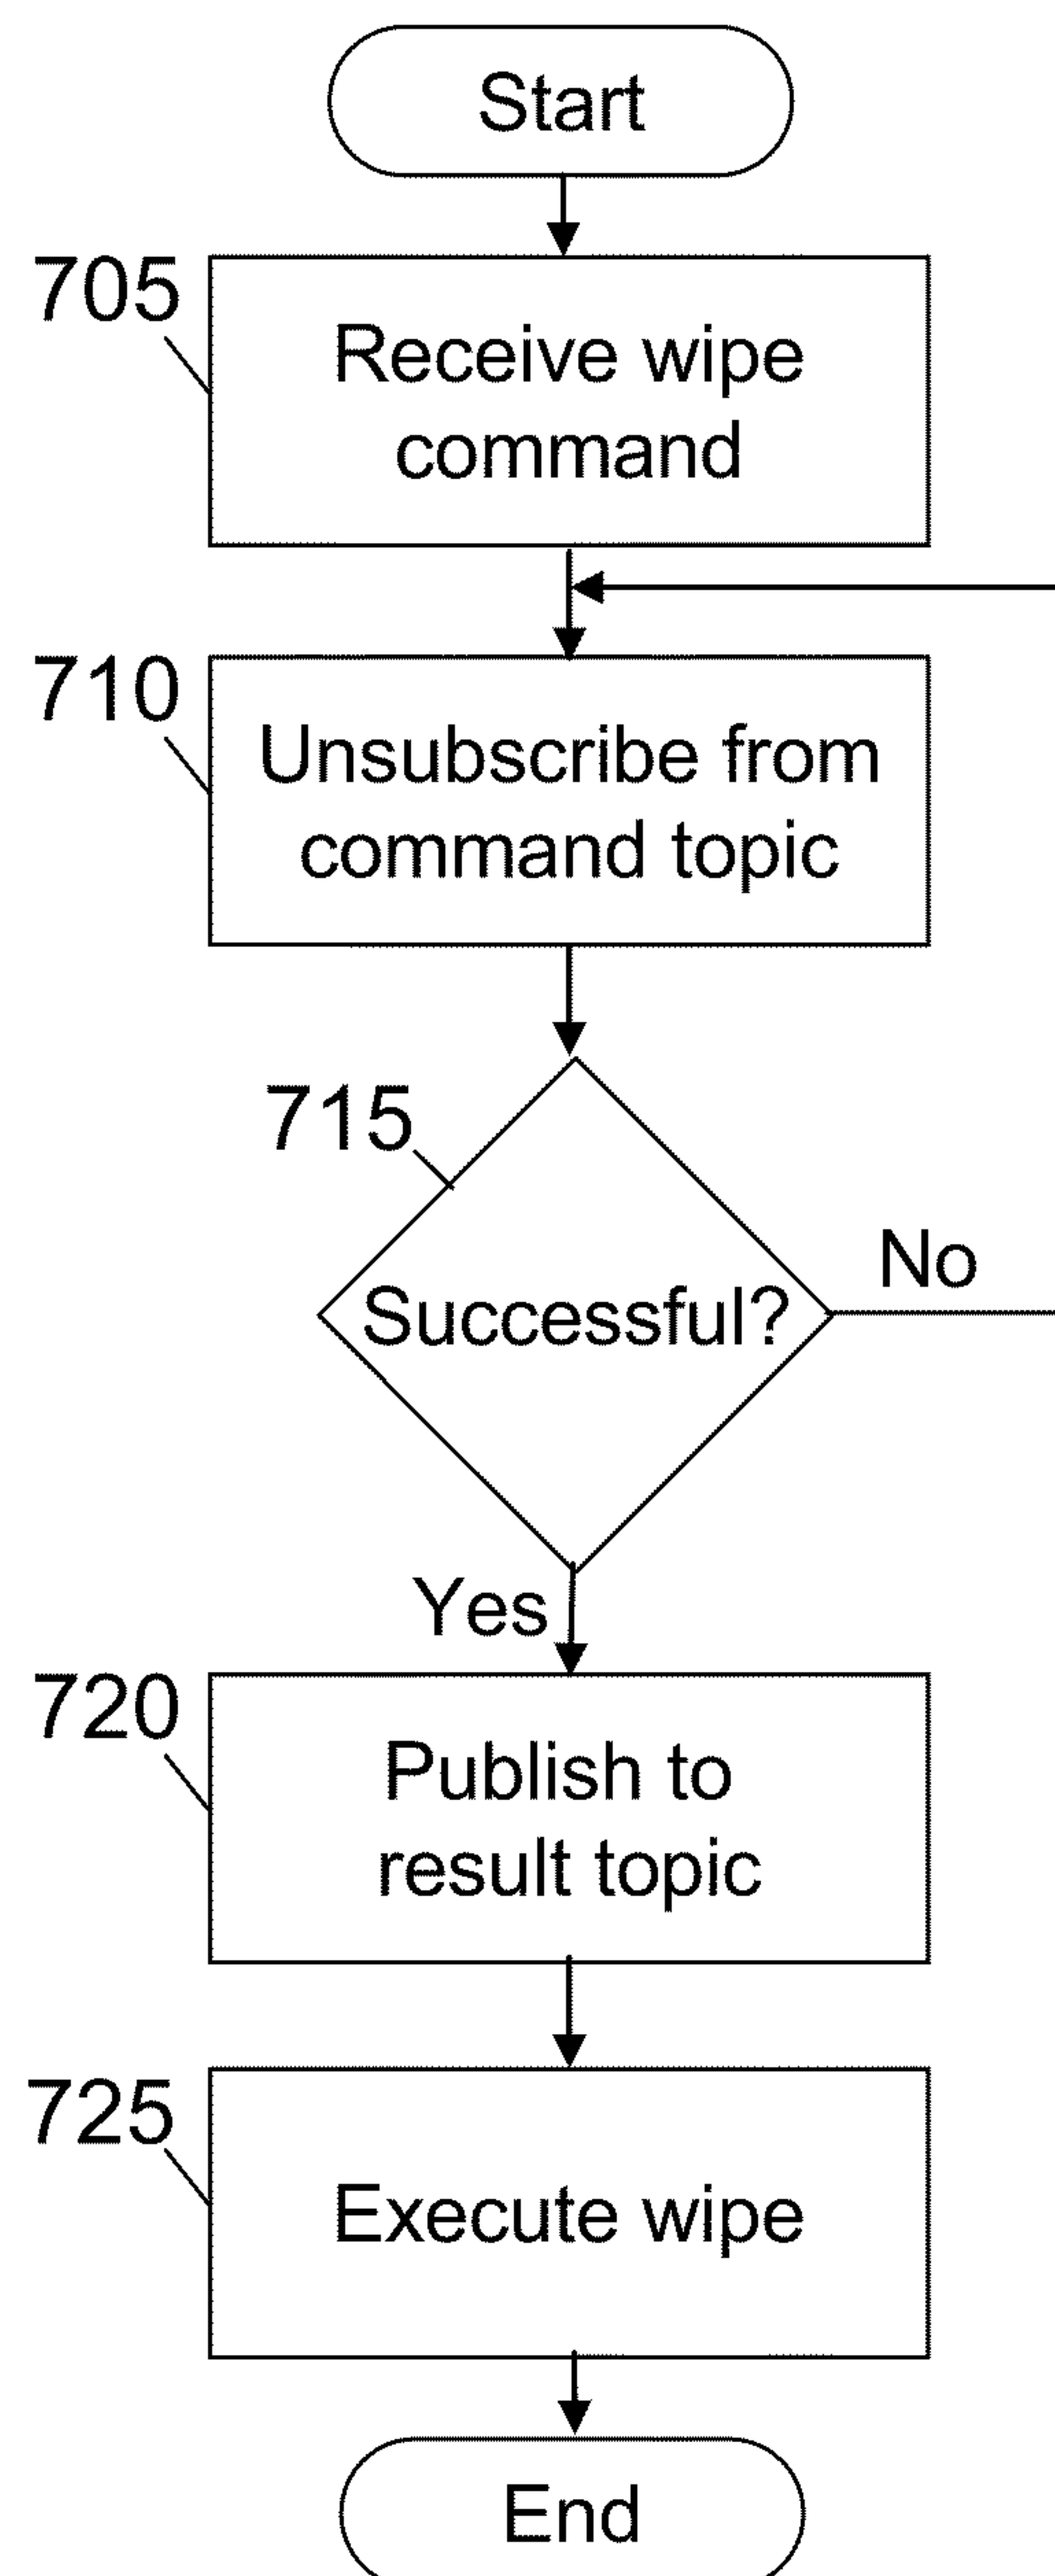 Start
705
Receive wipe
command
710
Unsubscribe from
command topic
715
Successful?
No
Yes
720
Publish to
result topic
725
Execute wipe
End